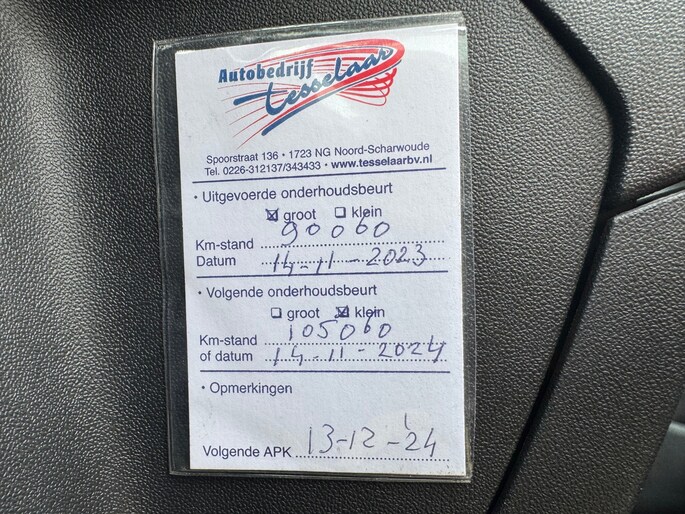 Autobedrijf
Tesselaar
Spoorstraat 136 • 1723 NG Noord-Scharwoude
Tel. 0226-312137/343433 • www.tesselaarbv.nl
• Uitgevoerde onderhoudsbeurt
☒ groot ☐ klein
Km-stand 90060
Datum 14-11-2023
• Volgende onderhoudsbeurt
☐ groot ☒ klein
Km-stand 105060
of datum 14-11-2024
• Opmerkingen
Volgende APK 13-12-24